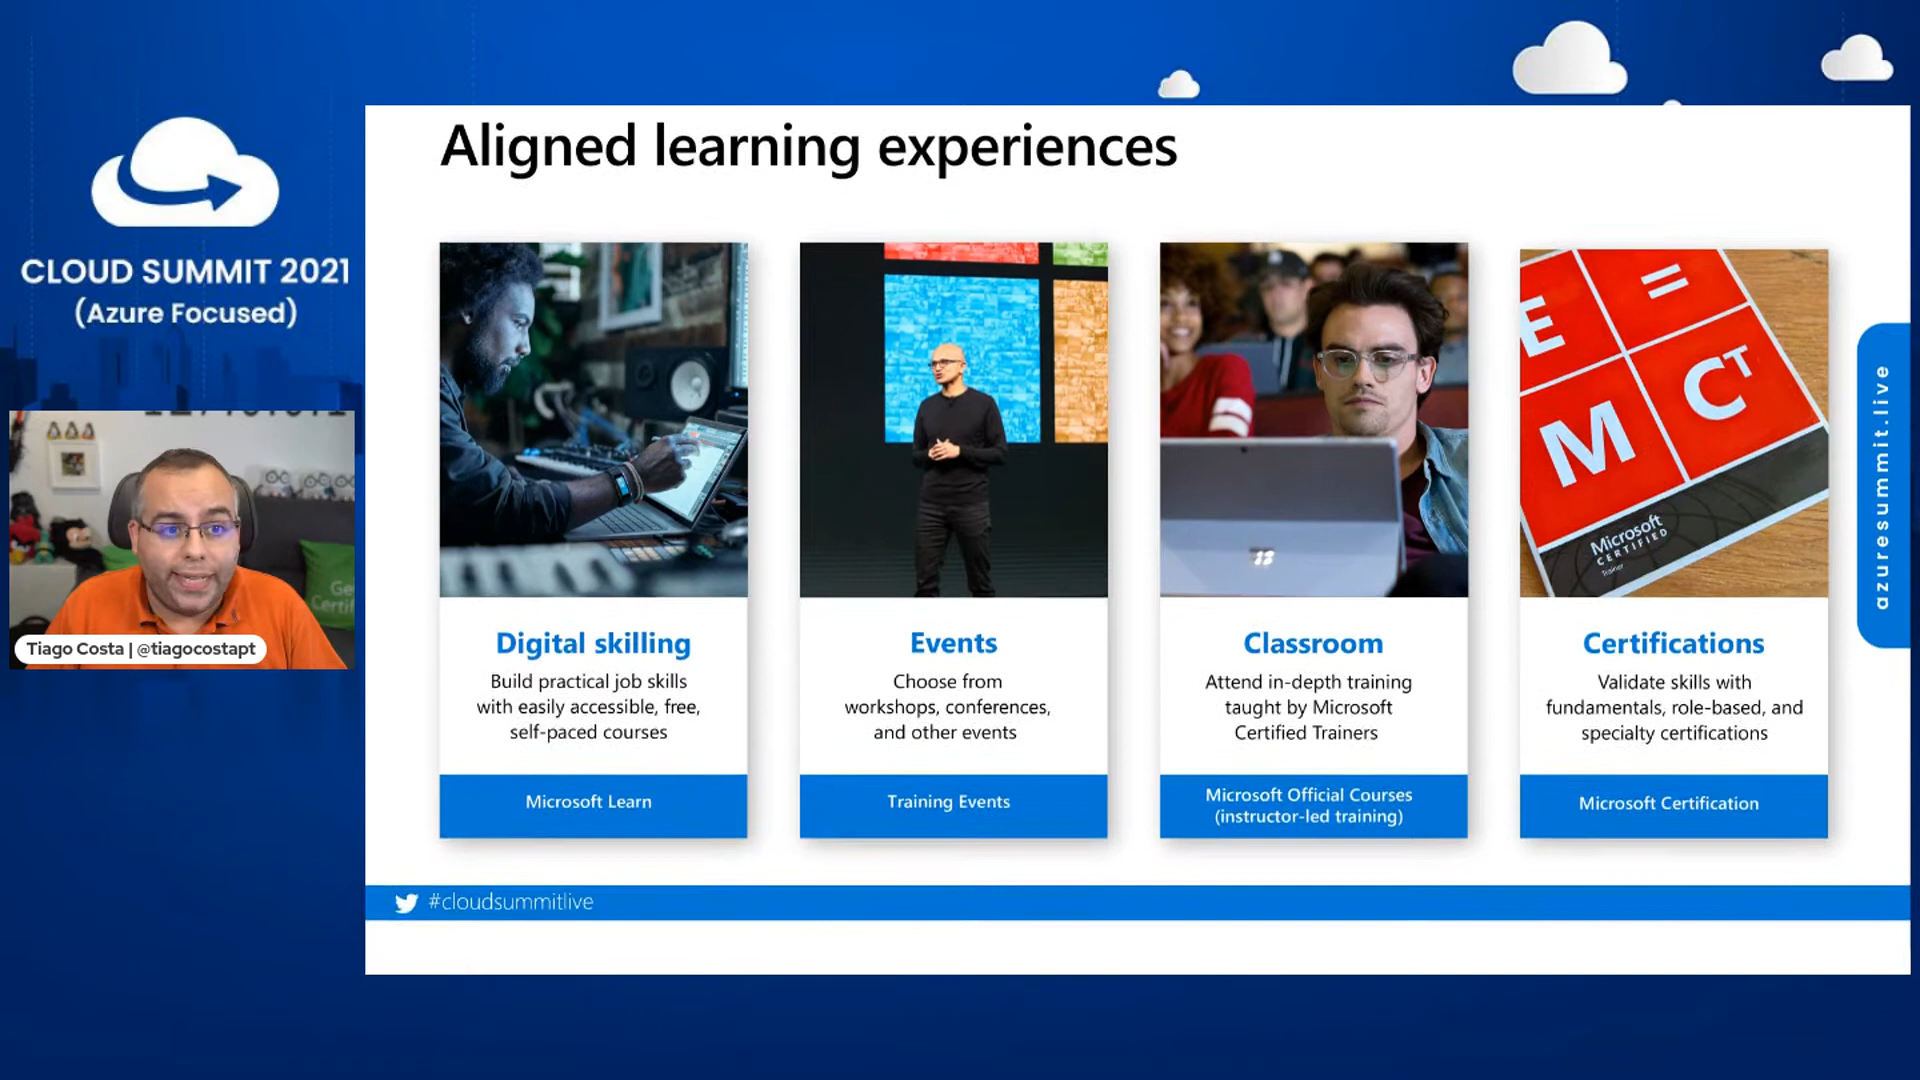 Aligned learning experiences
CLOUD SUMMIT 2021
(Azure Focused)
Tiago Costa | @tiagocostapt
E =
M CT
Microsoft
CERTIFIED
Trainer
Digital skilling
Build practical job skills
with easily accessible, free,
self-paced courses
Microsoft Learn
Events
Choose from
workshops, conferences,
and other events
Training Events
Classroom
Attend in-depth training
taught by Microsoft
Certified Trainers
Microsoft Official Courses
(instructor-led training)
Certifications
Validate skills with
fundamentals, role-based, and
specialty certifications
Microsoft Certification
azuresummit.live
#cloudsummitlive